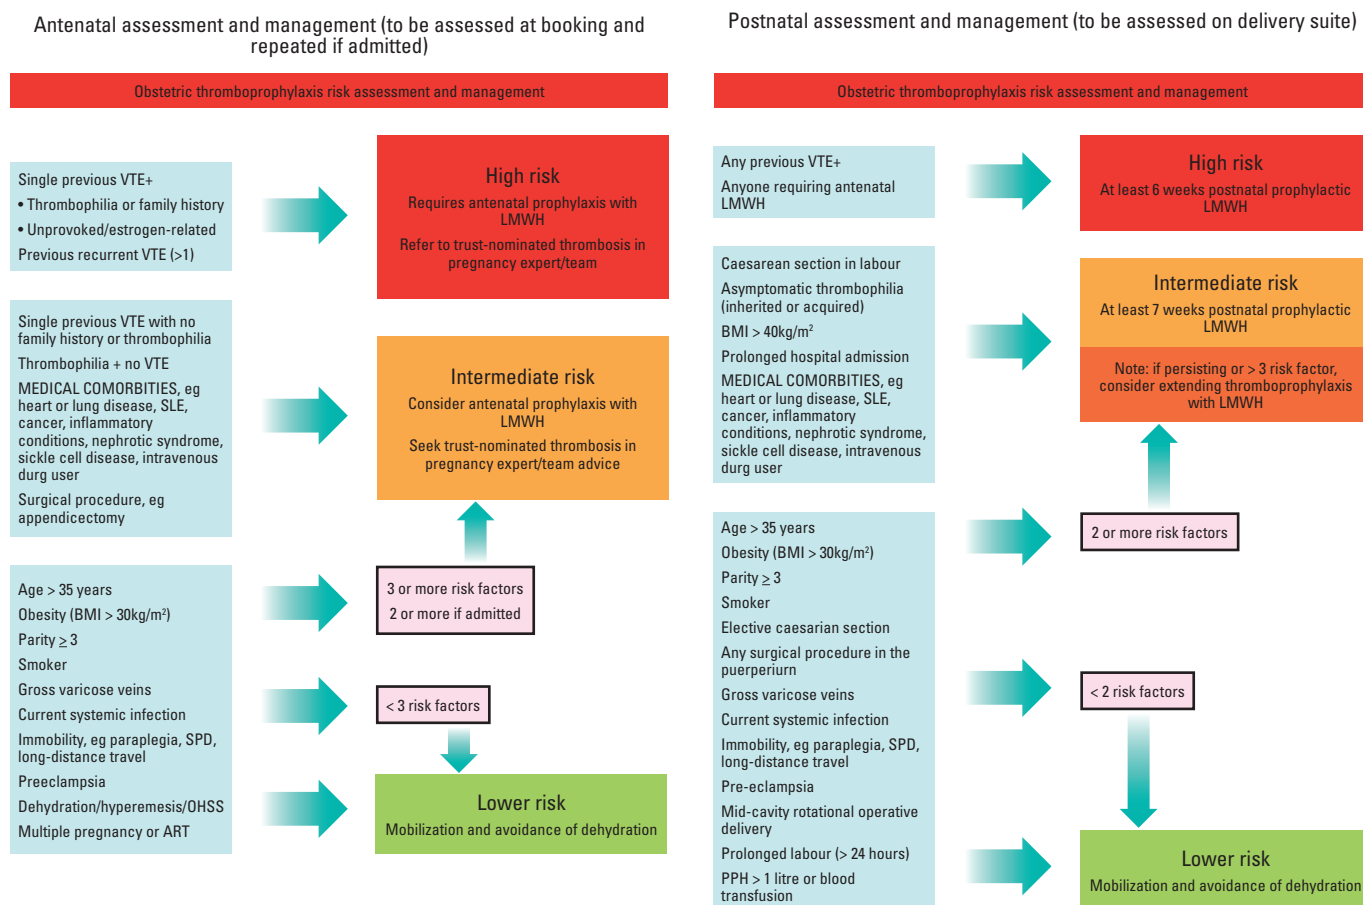 Antenatal assessment and management (to be assessed at booking and
repeated if admitted)
Obstetric thromboprophylaxis risk assessment and management
Single previous VTE+
• Thrombophilia or family history
• Unprovoked/estrogen-related
Previous recurrent VTE (>1)
High risk
Requires antenatal prophylaxis with
LMWH
Refer to trust-nominated thrombosis in
pregnancy expert/team
Single previous VTE with no
family history or thrombophilia
Thrombophilia + no VTE
MEDICAL COMORBITIES, eg
heart or lung disease, SLE,
cancer, inflammatory
conditions, nephrotic syndrome,
sickle cell disease, intravenous
durg user
Surgical procedure, eg
appendicectomy
Intermediate risk
Consider antenatal prophylaxis with
LMWH
Seek trust-nominated thrombosis in
pregnancy expert/team advice
Age > 35 years
Obesity (BMI > 30kg/m²)
Parity ≥ 3
Smoker
Gross varicose veins
Current systemic infection
Immobility, eg paraplegia, SPD,
long-distance travel
Preeclampsia
Dehydration/hyperemesis/OHSS
Multiple pregnancy or ART
3 or more risk factors
2 or more if admitted
< 3 risk factors
Lower risk
Mobilization and avoidance of dehydration
Postnatal assessment and management (to be assessed on delivery suite)
Obstetric thromboprophylaxis risk assessment and management
Any previous VTE+
Anyone requiring antenatal
LMWH
High risk
At least 6 weeks postnatal prophylactic
LMWH
Caesarean section in labour
Asymptomatic thrombophilia
(inherited or acquired)
BMI > 40kg/m²
Prolonged hospital admission
MEDICAL COMORBITIES, eg
heart or lung disease, SLE,
cancer, inflammatory
conditions, nephrotic syndrome,
sickle cell disease, intravenous
durg user
Intermediate risk
At least 7 weeks postnatal prophylactic
LMWH
Note: if persisting or > 3 risk factor,
consider extending thromboprophylaxis
with LMWH
Age > 35 years
Obesity (BMI > 30kg/m²)
Parity ≥ 3
Smoker
Elective caesarian section
Any surgical procedure in the
puerperiurn
Gross varicose veins
Current systemic infection
Immobility, eg paraplegia, SPD,
long-distance travel
Pre-eclampsia
Mid-cavity rotational operative
delivery
Prolonged labour (> 24 hours)
PPH > 1 litre or blood
transfusion
2 or more risk factors
< 2 risk factors
Lower risk
Mobilization and avoidance of dehydration